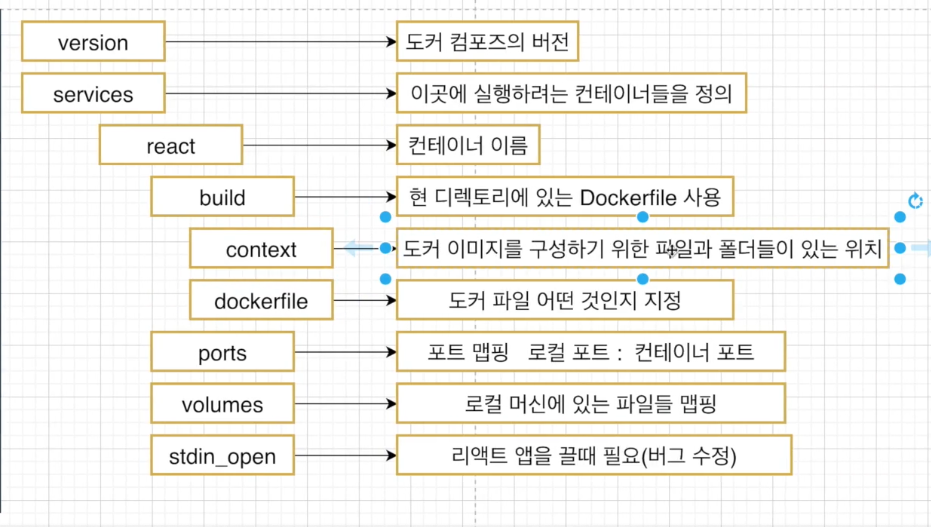 version 도커 컴포즈의 버전
services 이곳에 실행하려는 컨테이너들을 정의
react 컨테이너 이름
build 현 디렉토리에 있는 Dockerfile 사용
context 도커 이미지를 구성하기 위한 파일과 폴더들이 있는 위치
dockerfile 도커 파일 어떤 것인지 지정
ports 포트 맵핑 로컬 포트 : 컨테이너 포트
volumes 로컬 머신에 있는 파일들 맵핑
stdin_open 리액트 앱을 끌때 필요(버그 수정)